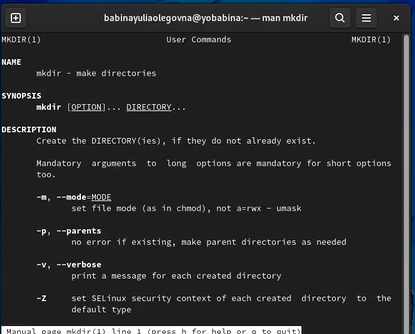 babinayuliaolegovna@yobabina:~ — man mkdir
MKDIR(1) User Commands MKDIR(1)
NAME
mkdir - make directories
SYNOPSIS
mkdir [OPTION]... DIRECTORY...
DESCRIPTION
Create the DIRECTORY(ies), if they do not already exist.
Mandatory arguments to long options are mandatory for short options
too.
-m, --mode=MODE
set file mode (as in chmod), not a=rwx - umask
-p, --parents
no error if existing, make parent directories as needed
-v, --verbose
print a message for each created directory
-Z set SELinux security context of each created directory to the
default type
Manual page mkdir(1) line 1 (press h for help or q to quit)